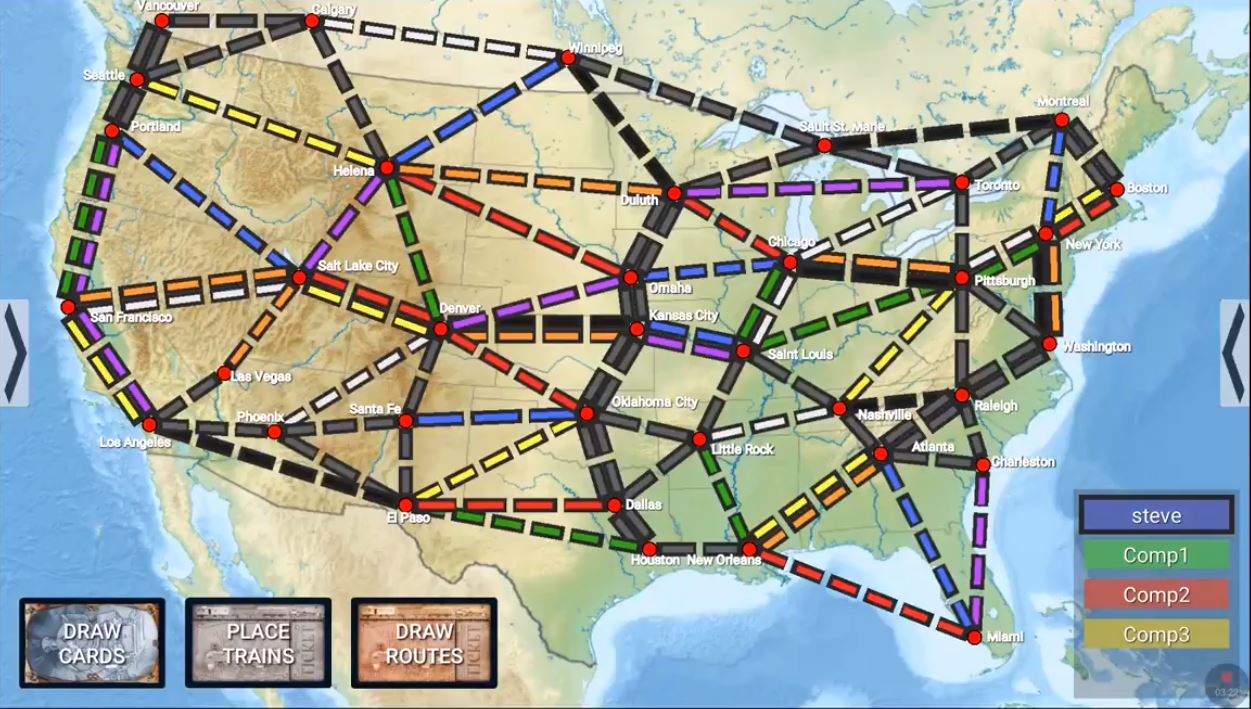 Vancouver
Calgary
Winnipeg
Seattle
Montreal
Portland
Sault St. Marie
Helena
Toronto
Boston
Duluth
New York
Chicago
Salt Lake City
Pittsburgh
Omaha
San Francisco
Denver
Kansas City
Washington
Saint Louis
Las Vegas
Phoenix
Santa Fe
Oklahoma City
Nashville
Raleigh
Los Angeles
Little Rock
Atlanta
Charleston
El Paso
Dallas
Houston
New Orleans
Miami
steve
Comp1
Comp2
Comp3
DRAW
CARDS
PLACE
TRAINS
TICKET
DRAW
ROUTES
TICKET
03:22